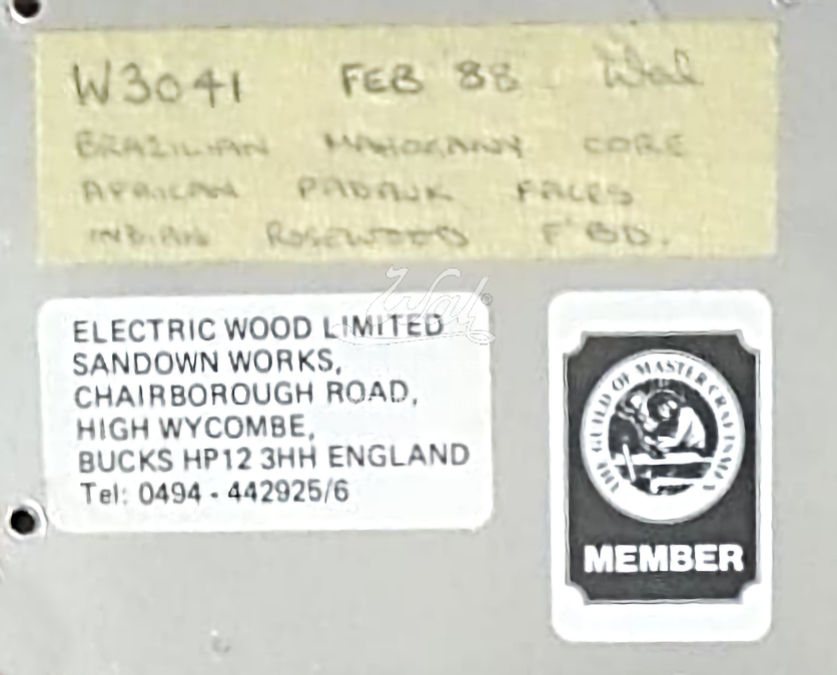 W3041 FEB 88 Wal
BRAZILIAN MAHOGANY CORE
AFRICAN PADAUK FACES
INDIAN ROSEWOOD F'BD.
Wal®
ELECTRIC WOOD LIMITED
SANDOWN WORKS,
CHAIRBOROUGH ROAD,
HIGH WYCOMBE,
BUCKS HP12 3HH ENGLAND
Tel: 0494 - 442925/6
THE GUILD OF MASTER CRAFTSMEN
MEMBER